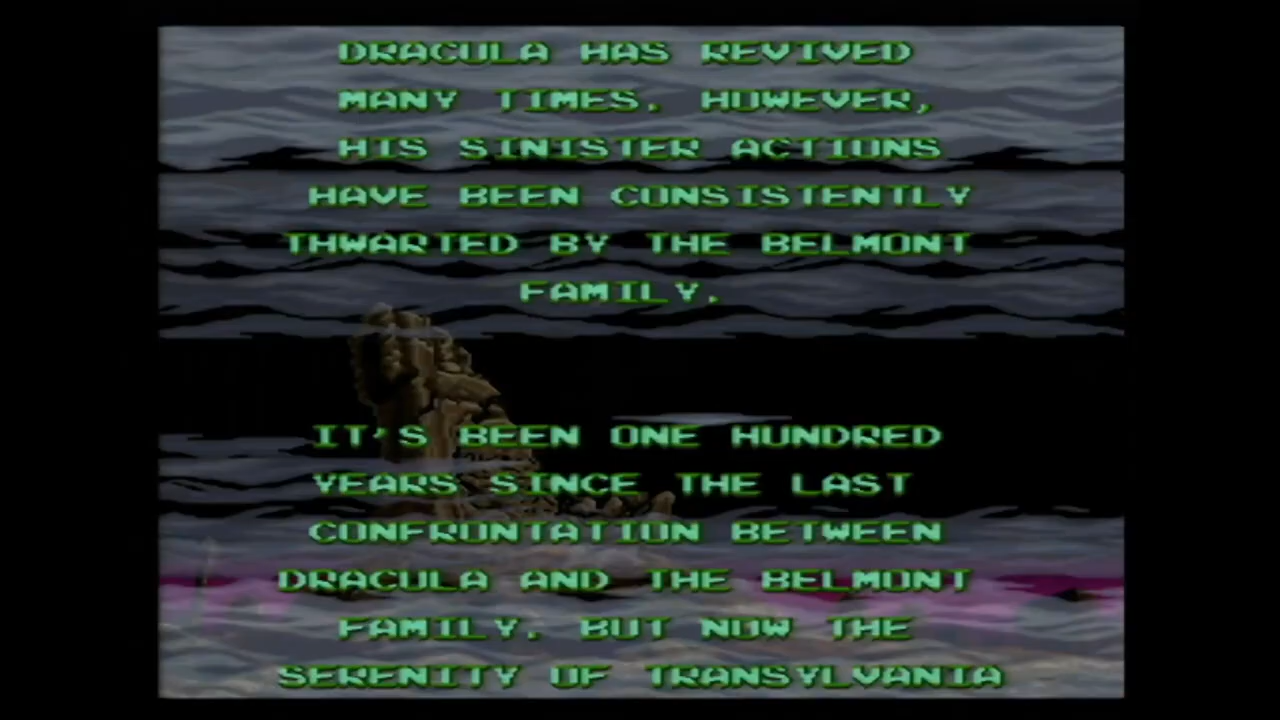 DRACULA HAS REVIVED
MANY TIMES. HOWEVER,
HIS SINISTER ACTIONS
HAVE BEEN CONSISTENTLY
THWARTED BY THE BELMONT
FAMILY.
IT'S BEEN ONE HUNDRED
YEARS SINCE THE LAST
CONFRONTATION BETWEEN
DRACULA AND THE BELMONT
FAMILY. BUT NOW THE
SERENITY OF TRANSYLVANIA